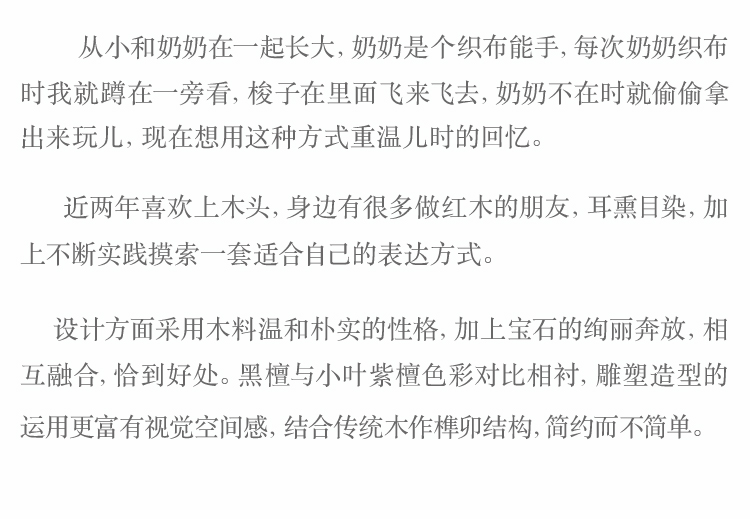 从小和奶奶在一起长大, 奶奶是个织布能手, 每次奶奶织布
时我就蹲在一旁看, 梭子在里面飞来飞去, 奶奶不在时就偷偷拿
出来玩儿, 现在想用这种方式重温儿时的回忆。
近两年喜欢上木头, 身边有很多做红木的朋友, 耳熏目染, 加
上不断实践摸索一套适合自己的表达方式。
设计方面采用木料温和朴实的性格, 加上宝石的绚丽奔放, 相
互融合, 恰到好处。黑檀与小叶紫檀色彩对比相衬, 雕塑造型的
运用更富有视觉空间感, 结合传统木作榫卯结构, 简约而不简单。